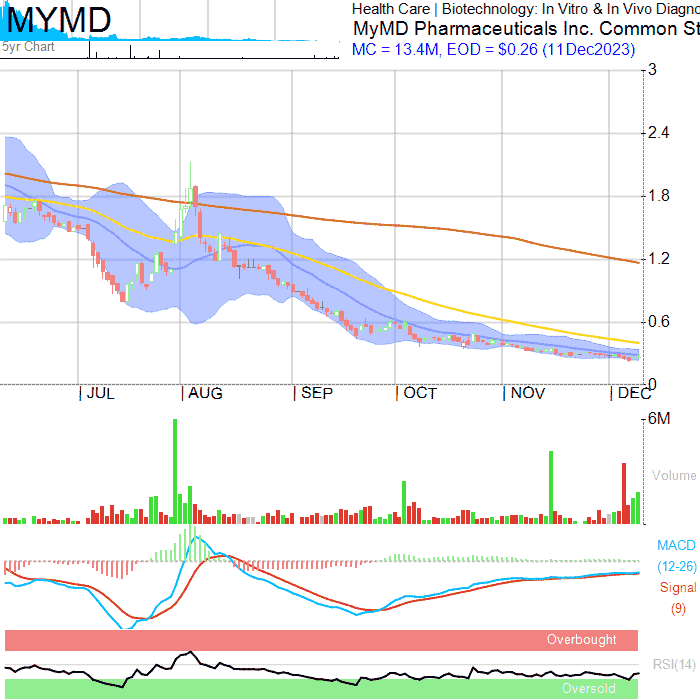 MYMD
5yr Chart
Health Care | Biotechnology: In Vitro & In Vivo Diagno
MyMD Pharmaceuticals Inc. Common St
MC = 13.4M, EOD = $0.26 (11Dec2023)
3
2.4
1.8
1.2
0.6
0
JUL AUG SEP OCT NOV DEC
6M
Volume
MACD
(12-26)
Signal
(9)
Overbought
RSI(14)
Oversold